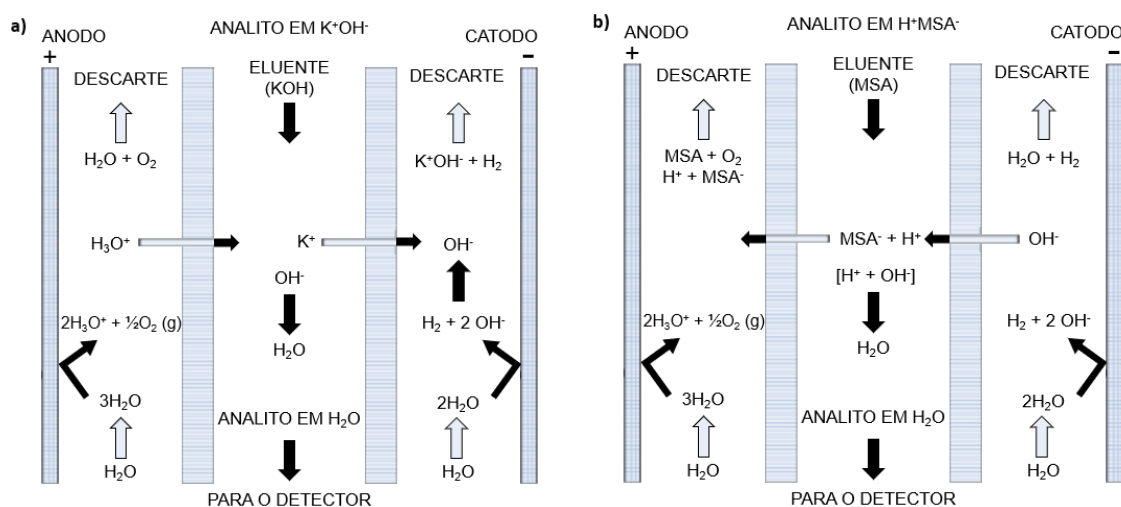 a)
ANODO
+
ANALITO EM K⁺OH⁻
CATODO
−
DESCARTE
ELUENTE
(KOH)
DESCARTE
H₂O + O₂
K⁺OH⁻ + H₂
H₃O⁺
K⁺
OH⁻
OH⁻
2H₃O⁺ + ½O₂ (g)
H₂ + 2 OH⁻
H₂O
3H₂O
2H₂O
ANALITO EM H₂O
H₂O
H₂O
PARA O DETECTOR
b)
ANODO
+
ANALITO EM H⁺MSA⁻
CATODO
−
DESCARTE
ELUENTE
(MSA)
DESCARTE
MSA + O₂
H⁺ + MSA⁻
H₂O + H₂
MSA⁻ + H⁺
OH⁻
[H⁺ + OH⁻]
2H₃O⁺ + ½O₂ (g)
H₂ + 2 OH⁻
H₂O
3H₂O
2H₂O
ANALITO EM H₂O
H₂O
H₂O
PARA O DETECTOR